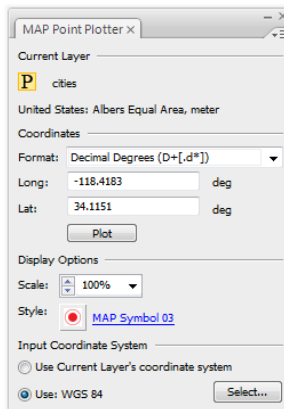 MAP Point Plotter ×
Current Layer
P cities
United States: Albers Equal Area, meter
Coordinates
Format: Decimal Degrees (D+[.d*])
Long: -118.4183 deg
Lat: 34.1151 deg
Plot
Display Options
Scale: 100%
Style: MAP Symbol 03
Input Coordinate System
Use Current Layer's coordinate system
Use: WGS 84 Select...